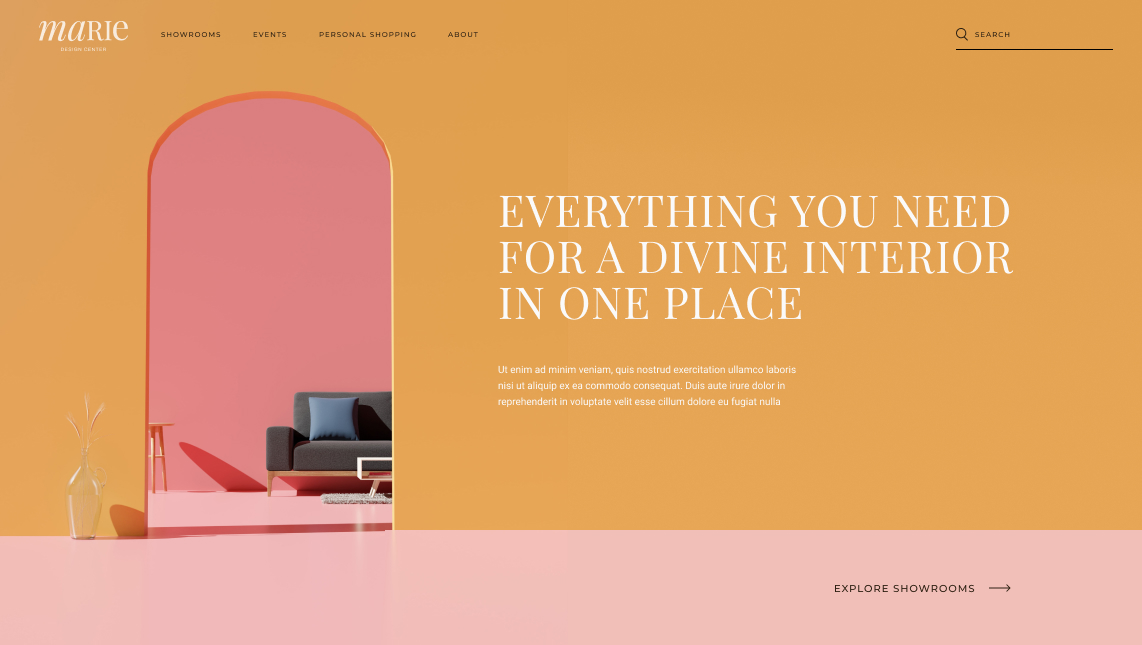 maRIE
DESIGN CENTER
SHOWROOMS
EVENTS
PERSONAL SHOPPING
ABOUT
SEARCH
EVERYTHING YOU NEED
FOR A DIVINE INTERIOR
IN ONE PLACE
Ut enim ad minim veniam, quis nostrud exercitation ullamco laboris
nisi ut aliquip ex ea commodo consequat. Duis aute irure dolor in
reprehenderit in voluptate velit esse cillum dolore eu fugiat nulla
EXPLORE SHOWROOMS